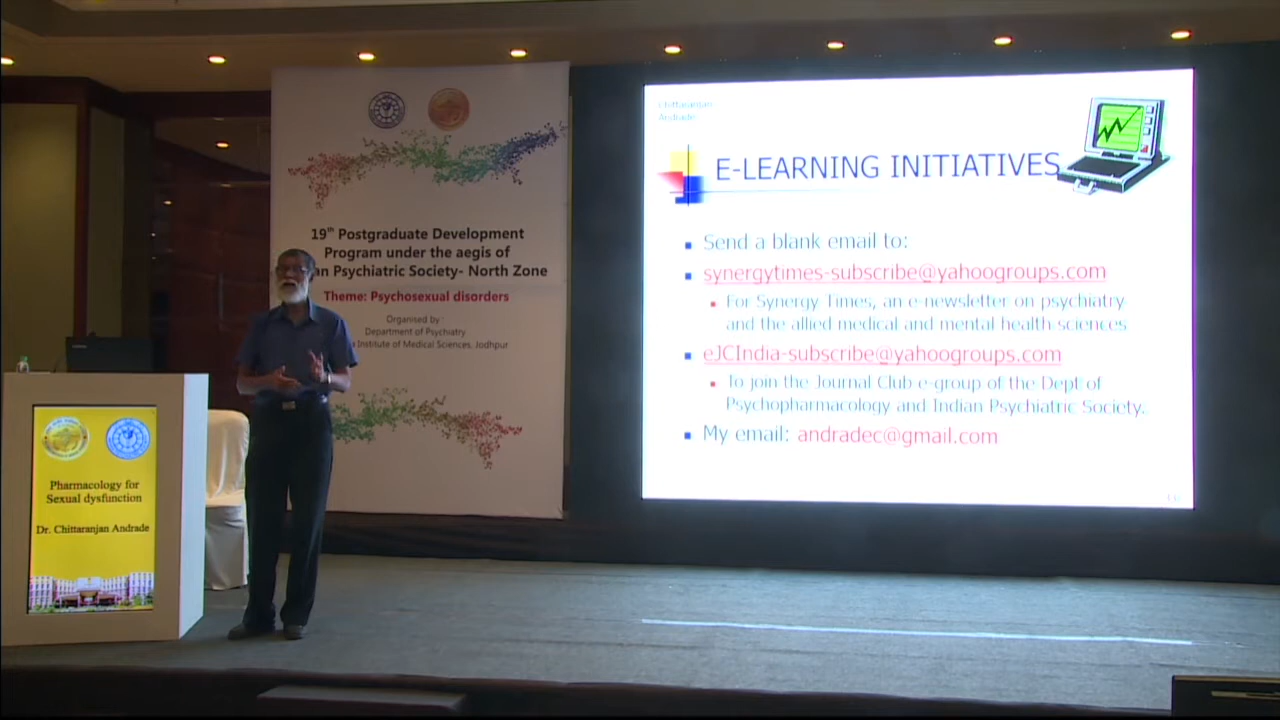 19th Postgraduate Development
Program under the aegis of
an Psychiatric Society- North Zone
Theme: Psychosexual disorders
Organised by :
Department of Psychiatry
a Institute of Medical Sciences, Jodhpur
Chittaranjan
Andrade
E-LEARNING INITIATIVES
Send a blank email to:
synergytimes-subscribe@yahoogroups.com
For Synergy Times, an e-newsletter on psychiatry
and the allied medical and mental health sciences
eJCIndia-subscribe@yahoogroups.com
To join the Journal Club e-group of the Dept of
Psychopharmacology and Indian Psychiatric Society.
My email: andradec@gmail.com
Pharmacology for
Sexual dysfunction
Dr. Chittaranjan Andrade